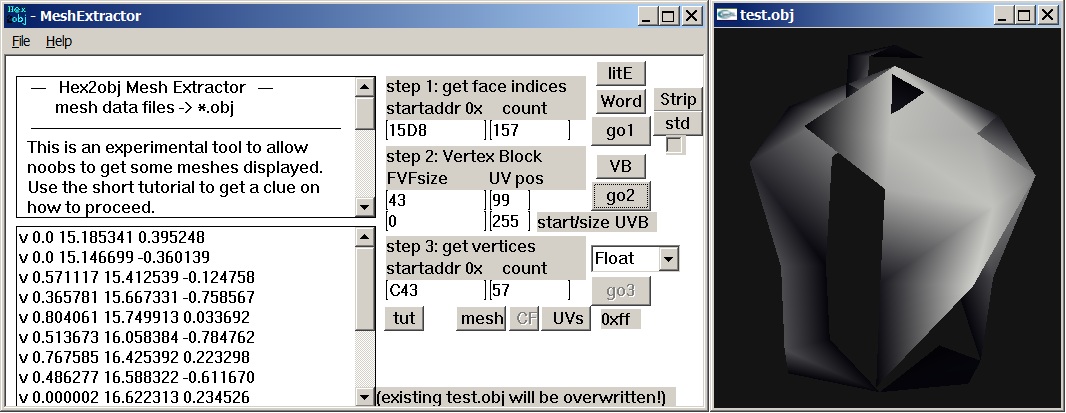 Hex obj - MeshExtractor
File Help
— Hex2obj Mesh Extractor —
mesh data files -> *.obj
This is an experimental tool to allow
noobs to get some meshes displayed.
Use the short tutorial to get a clue on
how to proceed.
v 0.0 15.185341 0.395248
v 0.0 15.146699 -0.360139
v 0.571117 15.412539 -0.124758
v 0.365781 15.667331 -0.758567
v 0.804061 15.749913 0.033692
v 0.513673 16.058384 -0.784762
v 0.767585 16.425392 0.223298
v 0.486277 16.588322 -0.611670
v 0.000002 16.622313 0.234526
step 1: get face indices
startaddr 0x count
15D8 157
litE
Word
go1
Strip
std
step 2: Vertex Block
FVFsize UV pos
43 99
0 255 start/size UVB
VB
go2
step 3: get vertices
startaddr 0x count
C43 57
Float
go3
tut mesh CF UVs 0xff
(existing test.obj will be overwritten!)
test.obj